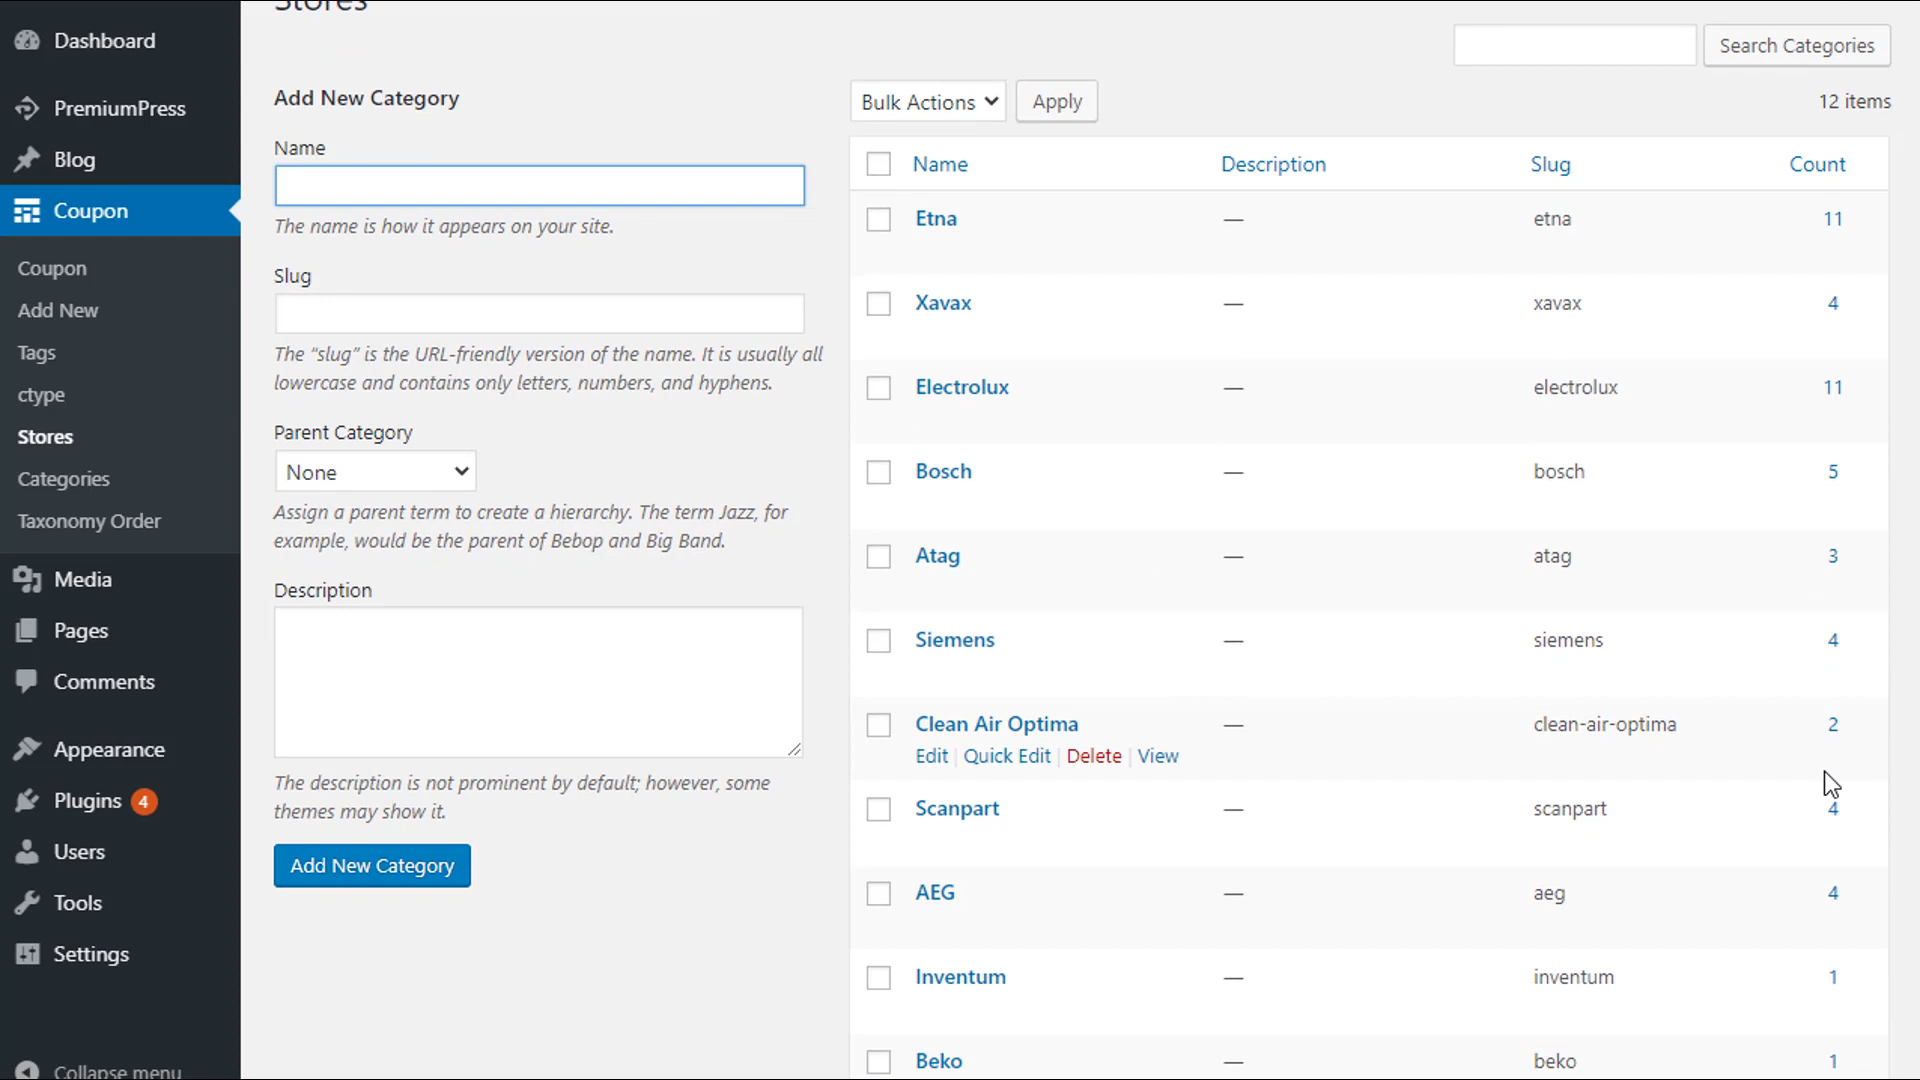 Stores
Dashboard
PremiumPress
Blog
Coupon
Coupon
Add New
Tags
ctype
Stores
Categories
Taxonomy Order
Media
Pages
Comments
Appearance
Plugins 4
Users
Tools
Settings
Collapse menu
Add New Category
Name
The name is how it appears on your site.
Slug
The “slug” is the URL-friendly version of the name. It is usually all
lowercase and contains only letters, numbers, and hyphens.
Parent Category
None
Assign a parent term to create a hierarchy. The term Jazz, for
example, would be the parent of Bebop and Big Band.
Description
The description is not prominent by default; however, some
themes may show it.
Add New Category
Search Categories
Bulk Actions Apply 12 items
Name Description Slug Count
Etna — etna 11
Xavax — xavax 4
Electrolux — electrolux 11
Bosch — bosch 5
Atag — atag 3
Siemens — siemens 4
Clean Air Optima — clean-air-optima 2
Edit | Quick Edit | Delete | View
Scanpart — scanpart 4
AEG — aeg 4
Inventum — inventum 1
Beko — beko 1